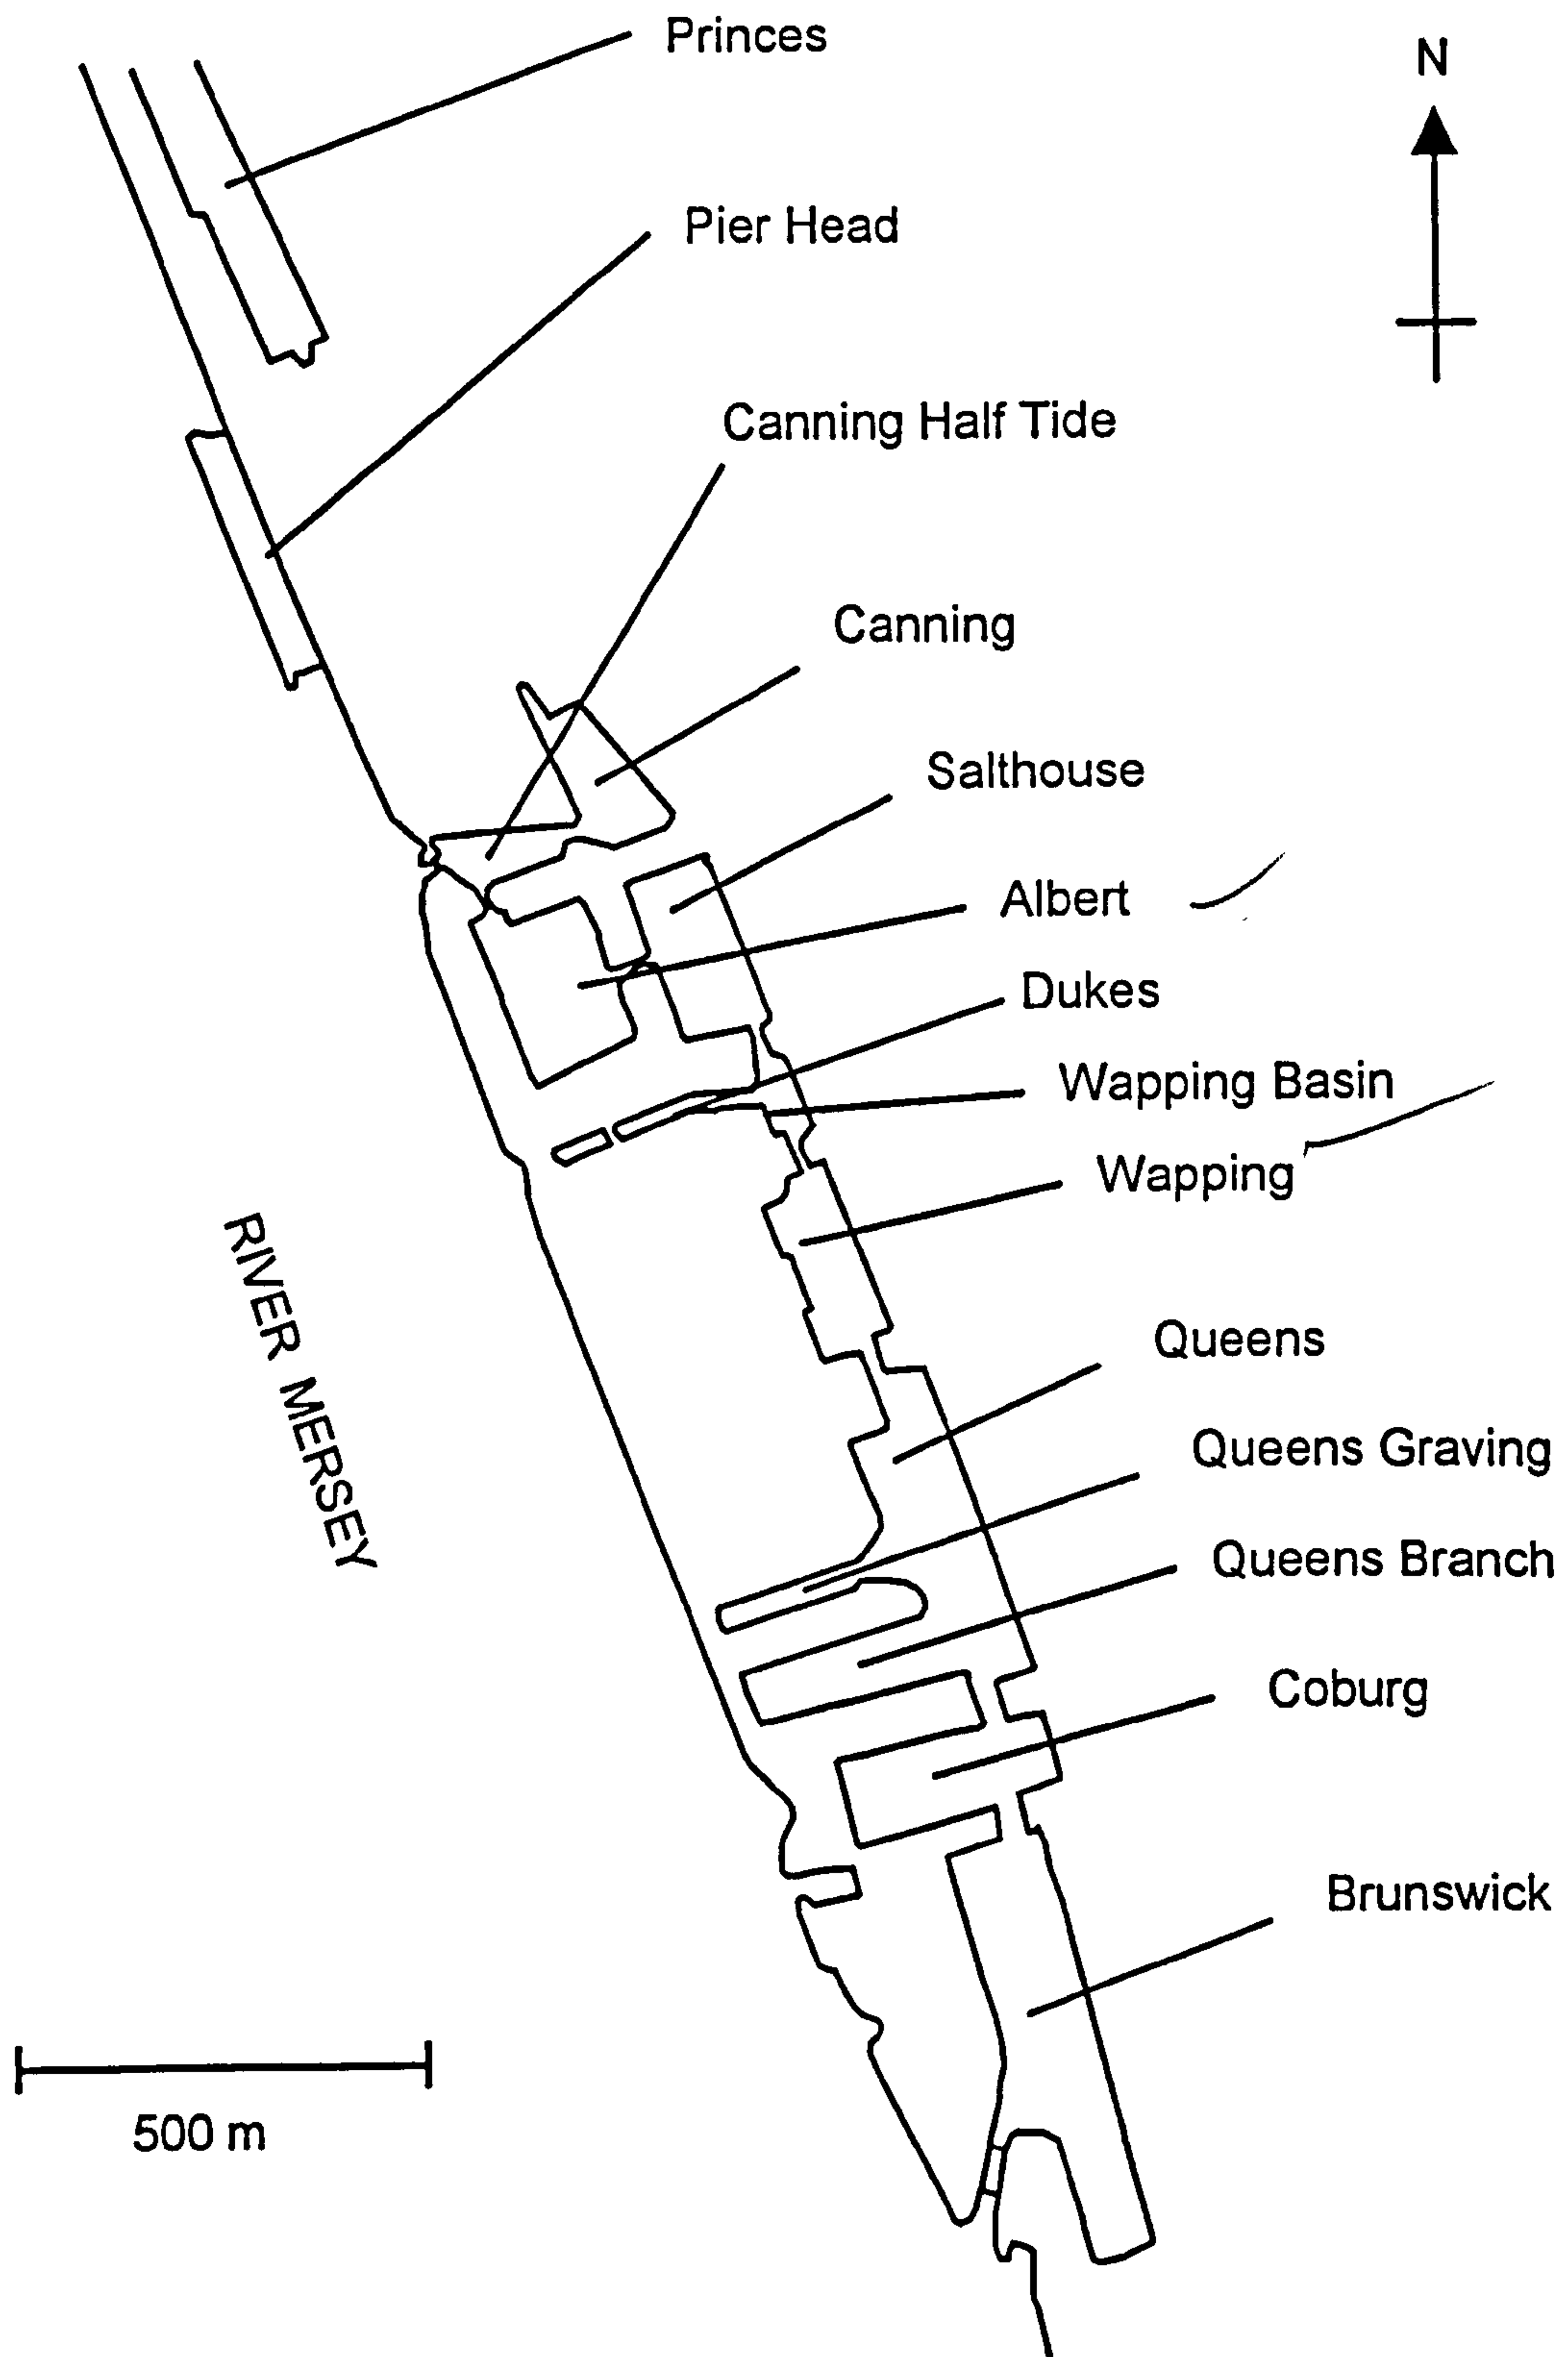 Princes
N
Pier Head
Canning Half Tide
Canning
Salthouse
Albert
Dukes
Wapping Basin
Wapping
RIVER MERSEY
Queens
Queens Graving
Queens Branch
Coburg
Brunswick
500 m